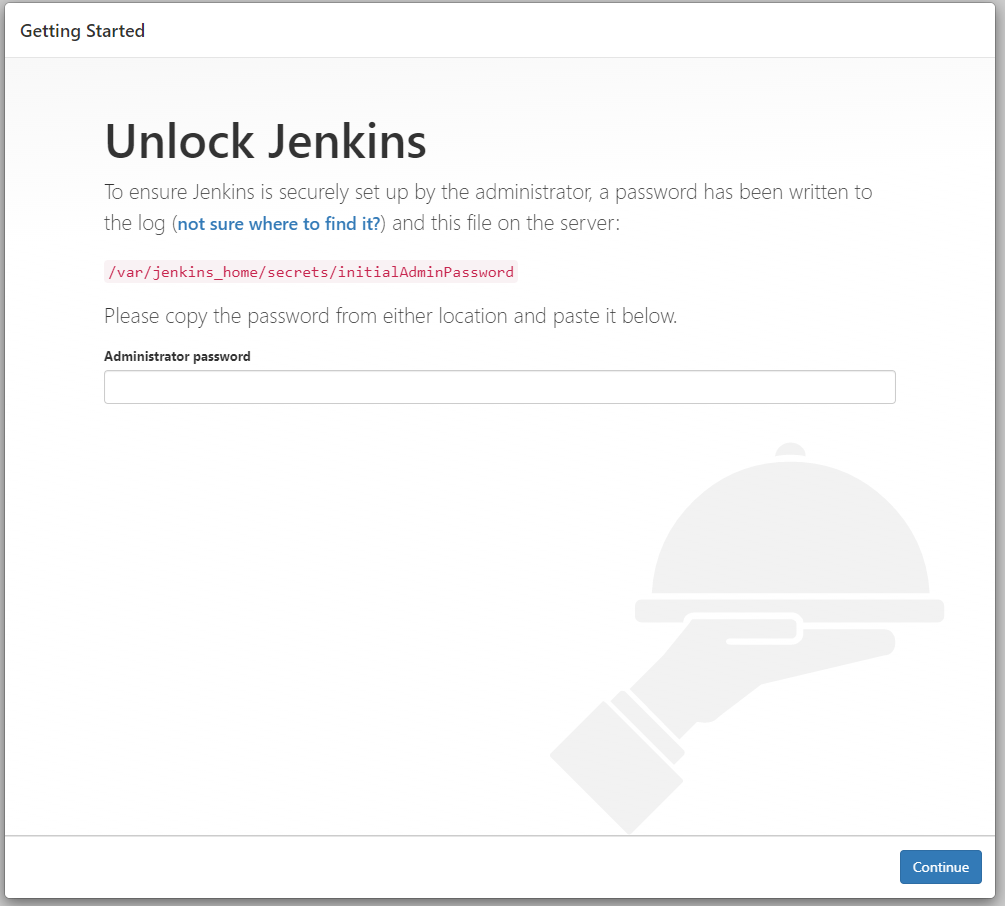 Getting Started
Unlock Jenkins
To ensure Jenkins is securely set up by the administrator, a password has been written to
the log (not sure where to find it?) and this file on the server:
/var/jenkins_home/secrets/initialAdminPassword
Please copy the password from either location and paste it below.
Administrator password
Continue